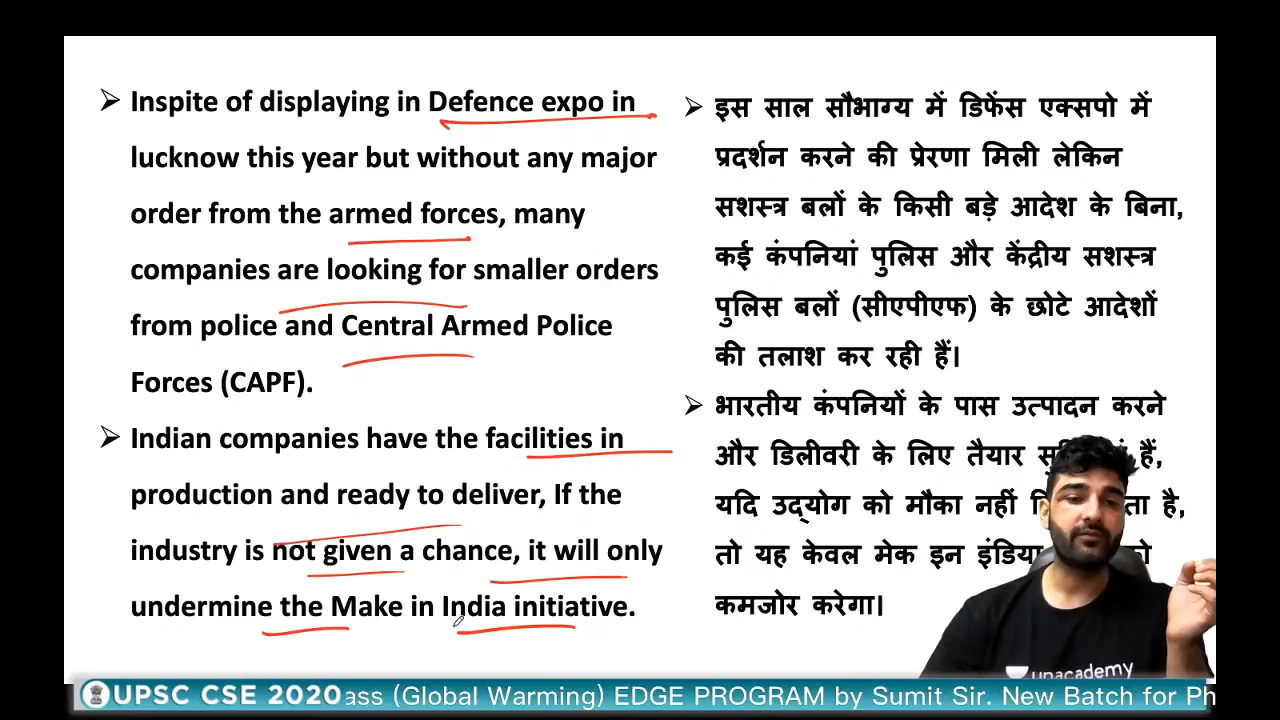 Inspite of displaying in Defence expo in
lucknow this year but without any major
order from the armed forces, many
companies are looking for smaller orders
from police and Central Armed Police
Forces (CAPF).
Indian companies have the facilities in
production and ready to deliver, If the
industry is not given a chance, it will only
undermine the Make in India initiative.
इस साल सौभाग्य में डिफेंस एक्सपो में
प्रदर्शन करने की प्रेरणा मिली लेकिन
सशस्त्र बलों के किसी बड़े आदेश के बिना,
कई कंपनियां पुलिस और केंद्रीय सशस्त्र
पुलिस बलों (सीएपीएफ) के छोटे आदेशों
की तलाश कर रही हैं।
भारतीय कंपनियों के पास उत्पादन करने
और डिलीवरी के लिए तैयार हैं,
यदि उद्योग को मौका नहीं है,
तो यह केवल मेक इन इंडिया
कमजोर करेगा।
unacademy
UPSC CSE 2020 ass (Global Warming) EDGE PROGRAM by Sumit Sir. New Batch for Ph